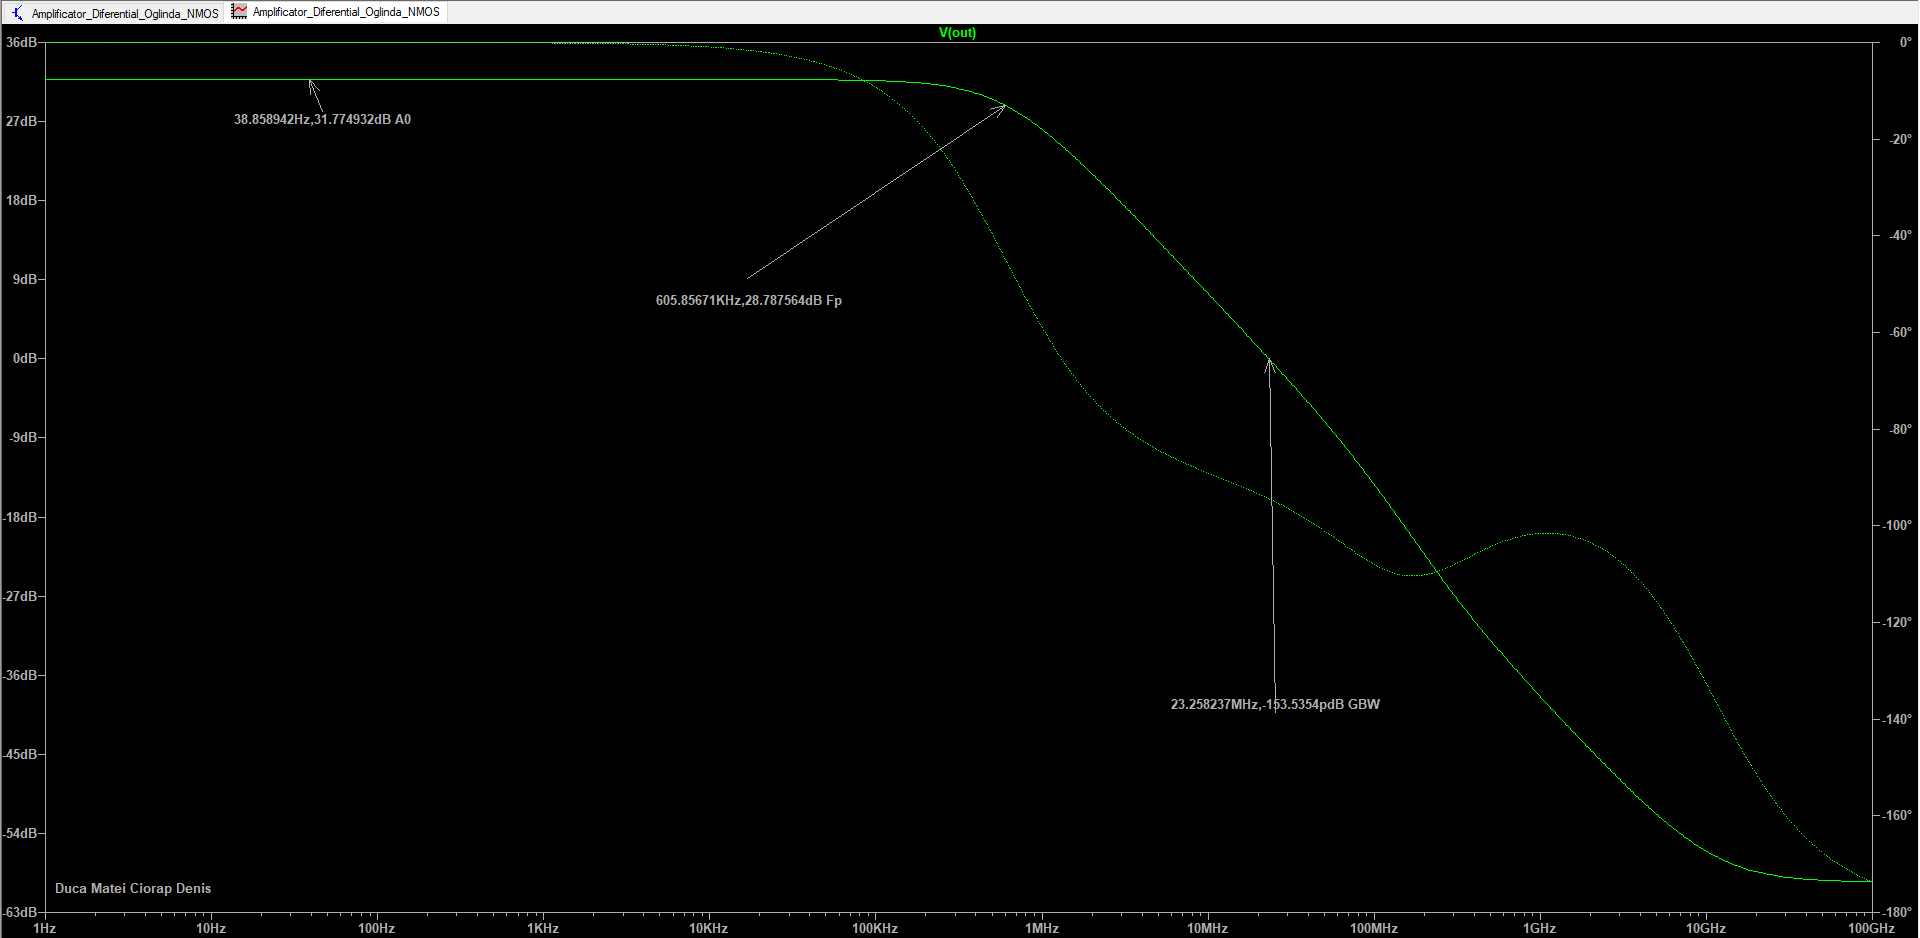 Amplificator_Diferential_Oglinda_NMOS
Amplificator_Diferential_Oglinda_NMOS
V(out)
36dB
27dB
18dB
9dB
0dB
-9dB
-18dB
-27dB
-36dB
-45dB
-54dB
-63dB
38.858942Hz,31.774932dB A0
605.85671KHz,28.787564dB Fp
23.258237MHz,-153.5354pdB GBW
Duca Matei Ciorap Denis
0°
-20°
-40°
-60°
-80°
-100°
-120°
-140°
-160°
-180°
1Hz
10Hz
100Hz
1KHz
10KHz
100KHz
1MHz
10MHz
100MHz
1GHz
10GHz
100GHz